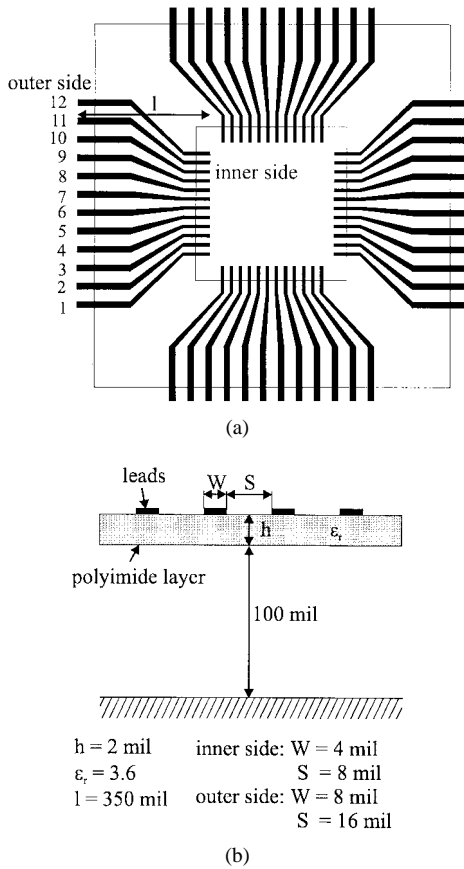 outer side
l
12
11
10
9
8
7
6
5
4
3
2
1
inner side
(a)
leads
W
S
h
εr
polyimide layer
100 mil
h = 2 mil
εr = 3.6
l = 350 mil
inner side: W = 4 mil
S = 8 mil
outer side: W = 8 mil
S = 16 mil
(b)